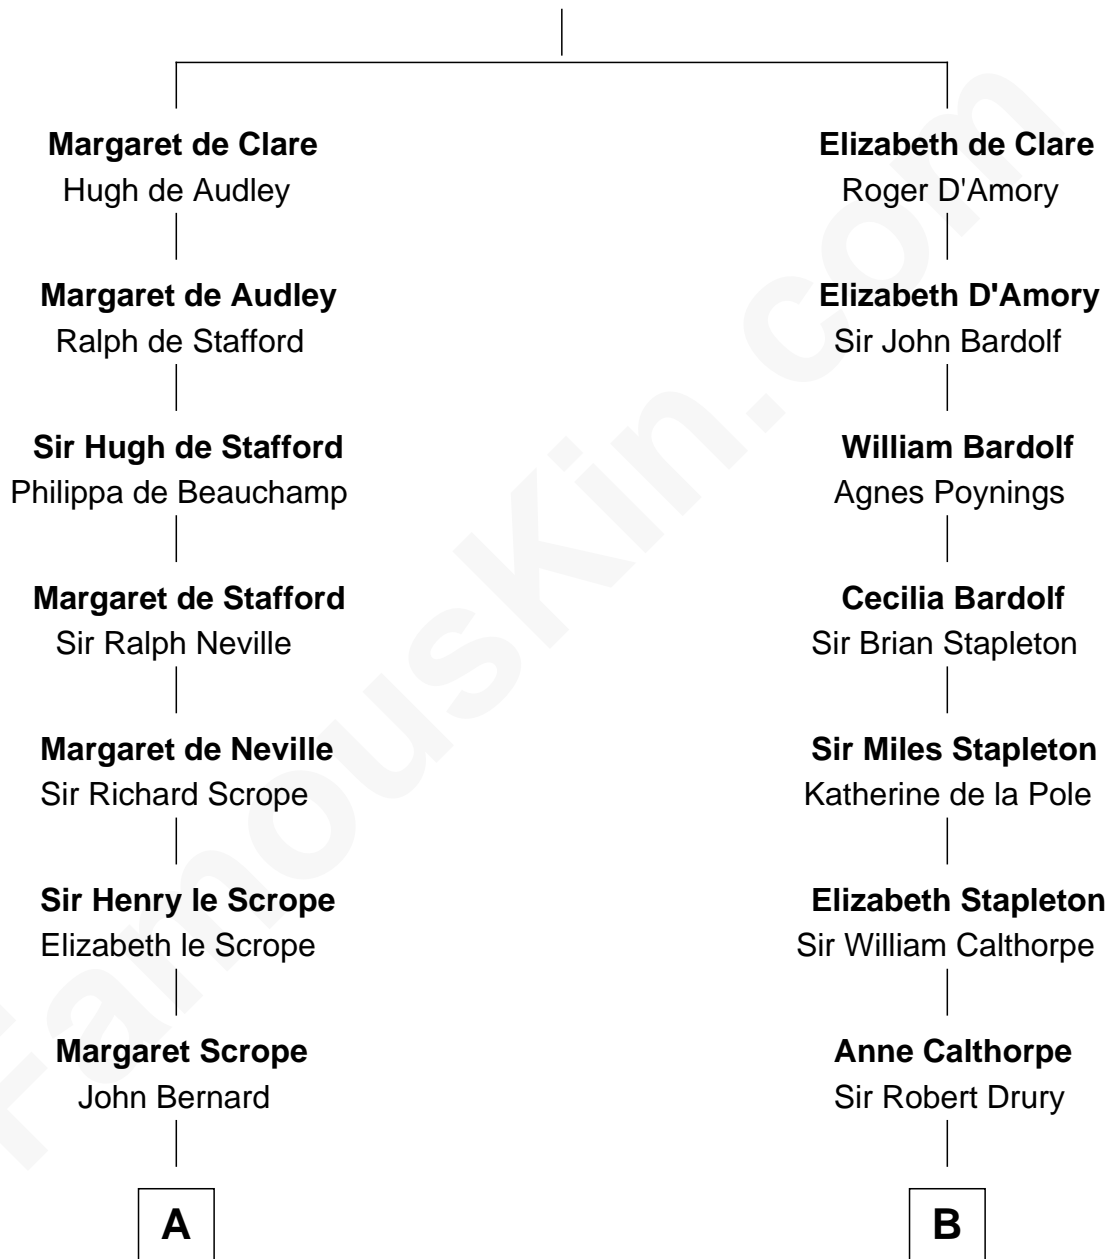 Margaret de Clare
Hugh de Audley
Margaret de Audley
Ralph de Stafford
Sir Hugh de Stafford
Philippa de Beauchamp
Margaret de Stafford
Sir Ralph Neville
Margaret de Neville
Sir Richard Scrope
Sir Henry le Scrope
Elizabeth le Scrope
Margaret Scrope
John Bernard
A
Elizabeth de Clare
Roger D'Amory
Elizabeth D'Amory
Sir John Bardolf
William Bardolf
Agnes Poynings
Cecilia Bardolf
Sir Brian Stapleton
Sir Miles Stapleton
Katherine de la Pole
Elizabeth Stapleton
Sir William Calthorpe
Anne Calthorpe
Sir Robert Drury
B
FamousKin.com